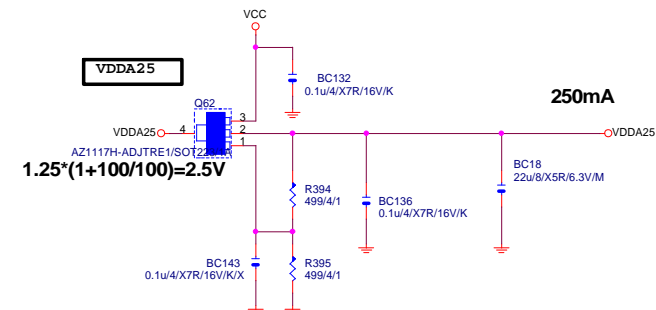 VCC
VDDA25
BC132
0.1u/4/X7R/16V/K
250mA
Q62
3
VDDA25
4
2
VDDA25
1
AZ1117H-ADJTRE1/SOT223/1A
1.25*(1+100/100)=2.5V
BC18
22u/8/X5R/6.3V/M
R394
499/4/1
BC136
0.1u/4/X7R/16V/K
BC143
0.1u/4/X7R/16V/K/X
R395
499/4/1